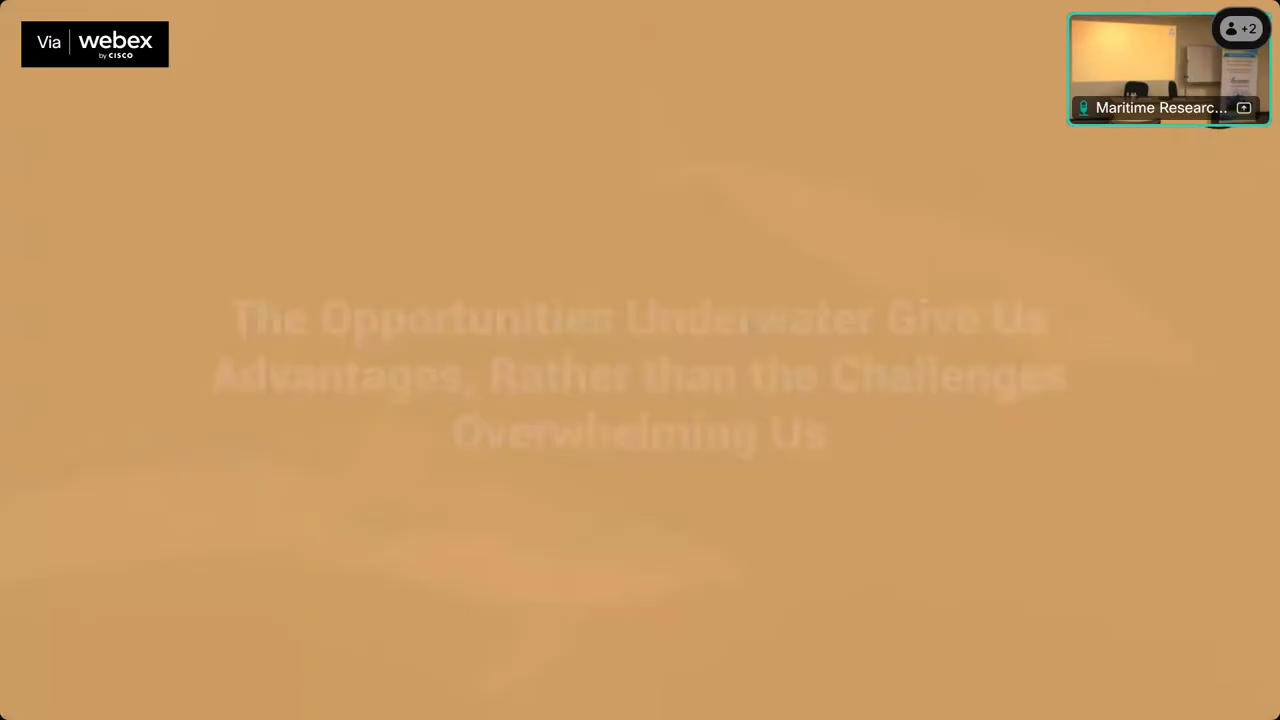 Via webex
by CISCO
+2
Maritime Researc...
The Opportunities Underwater Give Us
Advantages, Rather than the Challenges
Overwhelming Us